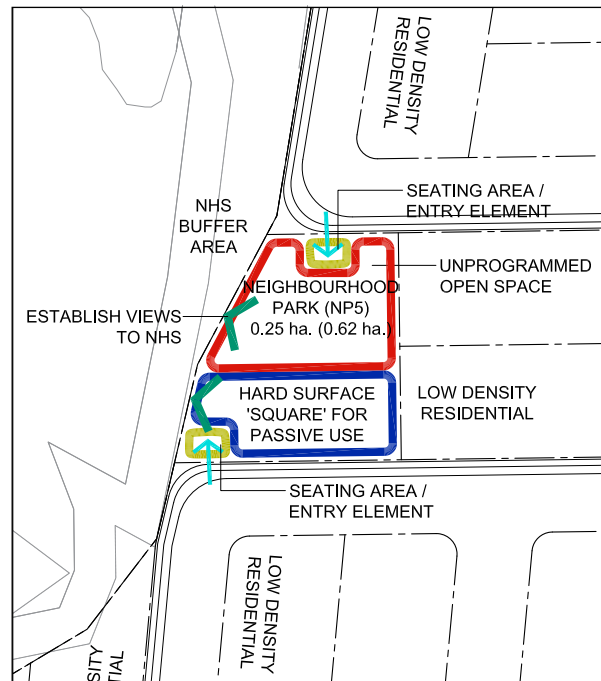 LOW DENSITY
RESIDENTIAL
NHS
BUFFER
AREA
SEATING AREA /
ENTRY ELEMENT
UNPROGRAMMED
OPEN SPACE
NEIGHBOURHOOD
PARK (NP5)
0.25 ha. (0.62 ha.)
ESTABLISH VIEWS
TO NHS
HARD SURFACE
'SQUARE' FOR
PASSIVE USE
LOW DENSITY
RESIDENTIAL
SEATING AREA /
ENTRY ELEMENT
LOW DENSITY
RESIDENTIAL